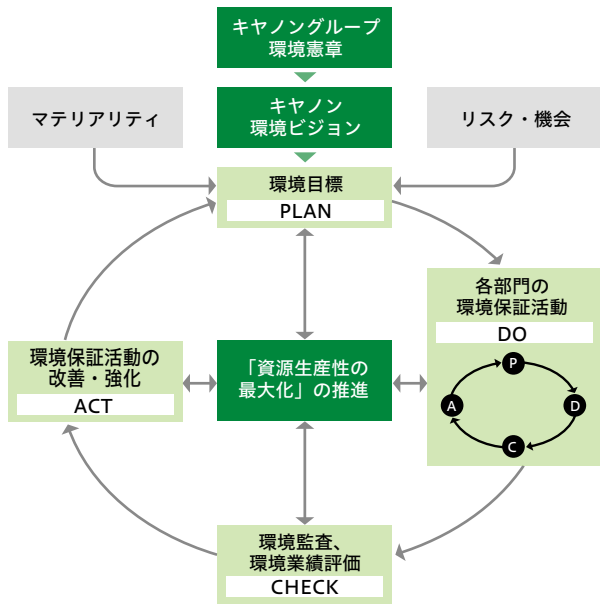 キヤノングループ
環境憲章
キヤノン
環境ビジョン
マテリアリティ
リスク・機会
環境目標
PLAN
各部門の
環境保証活動
DO
P
D
C
A
「資源生産性の
最大化」の推進
環境保証活動の
改善・強化
ACT
環境監査、
環境業績評価
CHECK